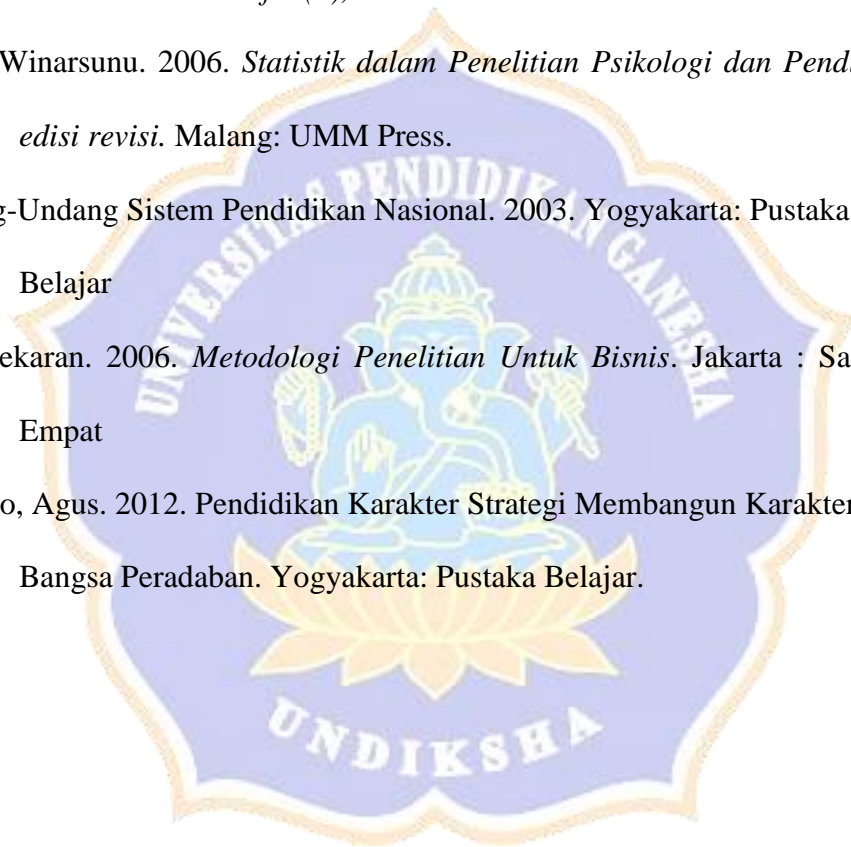 Winarsunu. 2006. Statistik dalam Penelitian Psikologi dan Pend
edisi revisi. Malang: UMM Press.
g-Undang Sistem Pendidikan Nasional. 2003. Yogyakarta: Pustaka
Belajar
ekaran. 2006. Metodologi Penelitian Untuk Bisnis. Jakarta : Sa
Empat
o, Agus. 2012. Pendidikan Karakter Strategi Membangun Karakter
Bangsa Peradaban. Yogyakarta: Pustaka Belajar.
UNIVERSITAS PENDIDIKAN GANESHA
UNDIKSHA